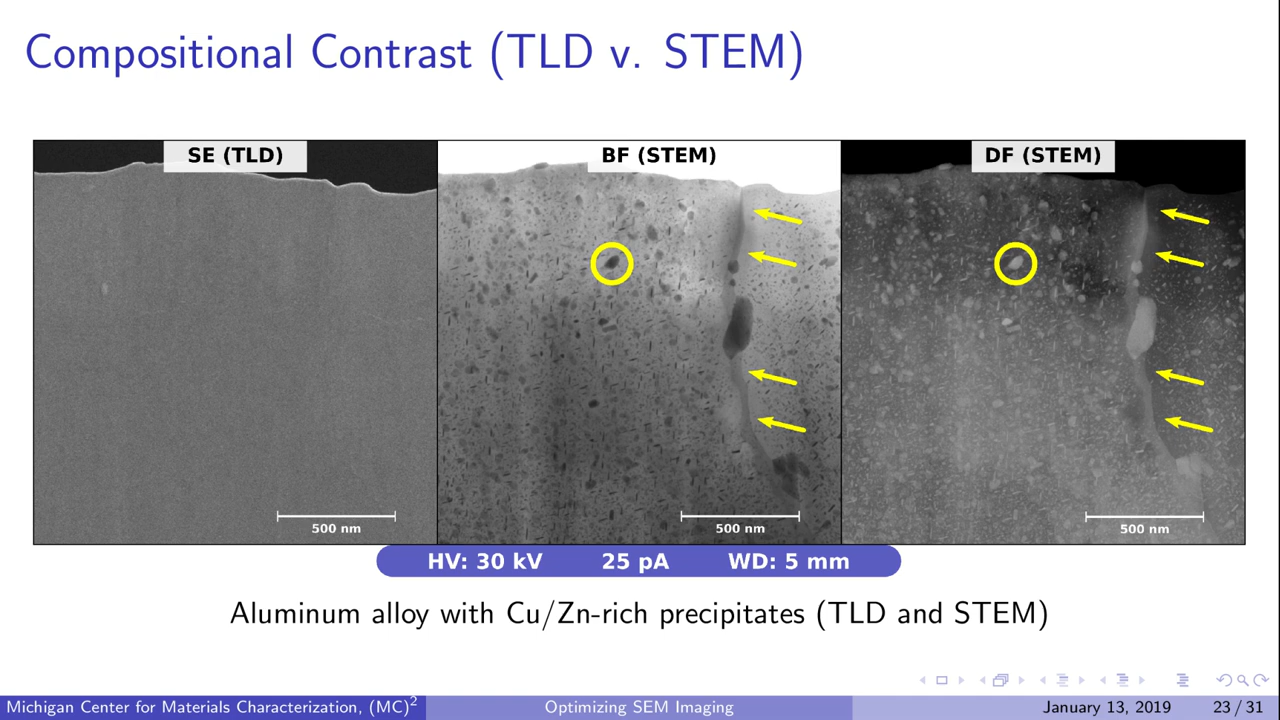 Compositional Contrast (TLD v. STEM)
SE (TLD)
BF (STEM)
DF (STEM)
500 nm
500 nm
500 nm
HV: 30 kV 25 pA WD: 5 mm
Aluminum alloy with Cu/Zn-rich precipitates (TLD and STEM)
Michigan Center for Materials Characterization, (MC)² Optimizing SEM Imaging January 13, 2019 23 / 31